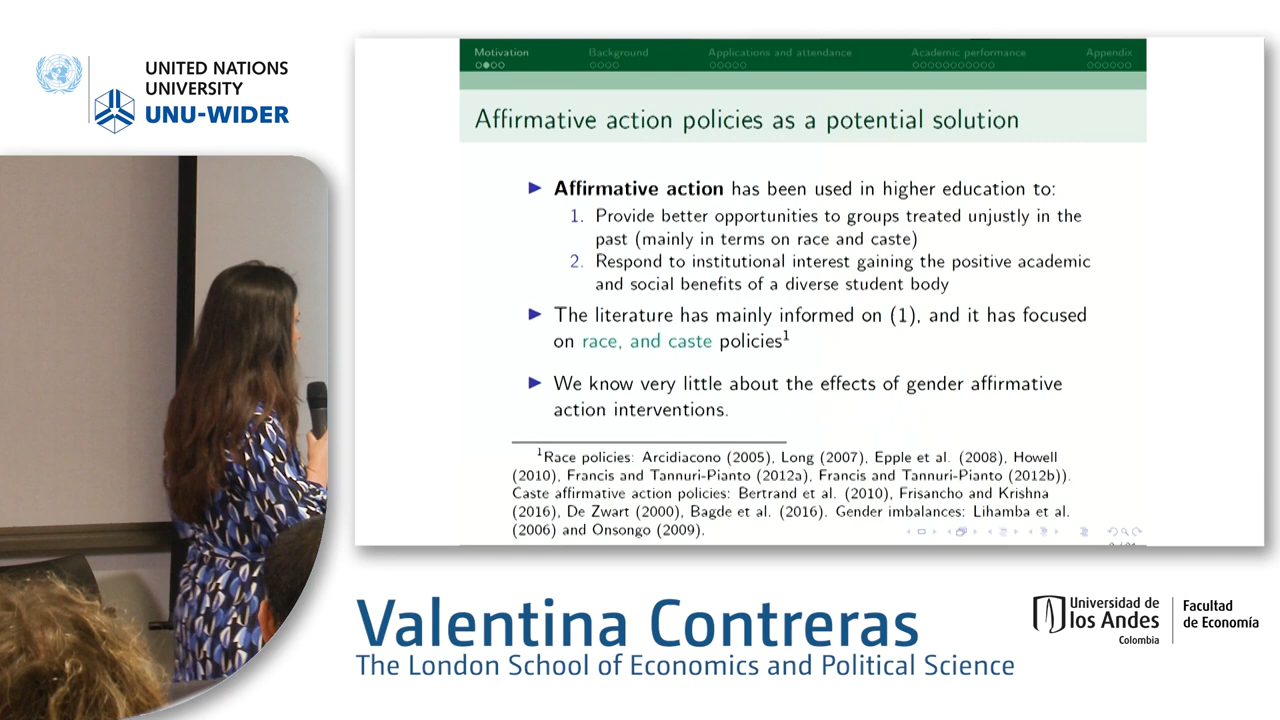 UNITED NATIONS
UNIVERSITY
UNU-WIDER
Motivation Background Applications and attendance Academic performance Appendix
Affirmative action policies as a potential solution
Affirmative action has been used in higher education to:
1. Provide better opportunities to groups treated unjustly in the
past (mainly in terms on race and caste)
2. Respond to institutional interest gaining the positive academic
and social benefits of a diverse student body
The literature has mainly informed on (1), and it has focused
on race, and caste policies1
We know very little about the effects of gender affirmative
action interventions.
1Race policies: Arcidiacono (2005), Long (2007), Epple et al. (2008), Howell
(2010), Francis and Tannuri-Pianto (2012a), Francis and Tannuri-Pianto (2012b)).
Caste affirmative action policies: Bertrand et al. (2010), Frisancho and Krishna
(2016), De Zwart (2000), Bagde et al. (2016). Gender imbalances: Lihamba et al.
(2006) and Onsongo (2009).
Valentina Contreras
The London School of Economics and Political Science
Universidad de
los Andes
Colombia
Facultad
de Economía